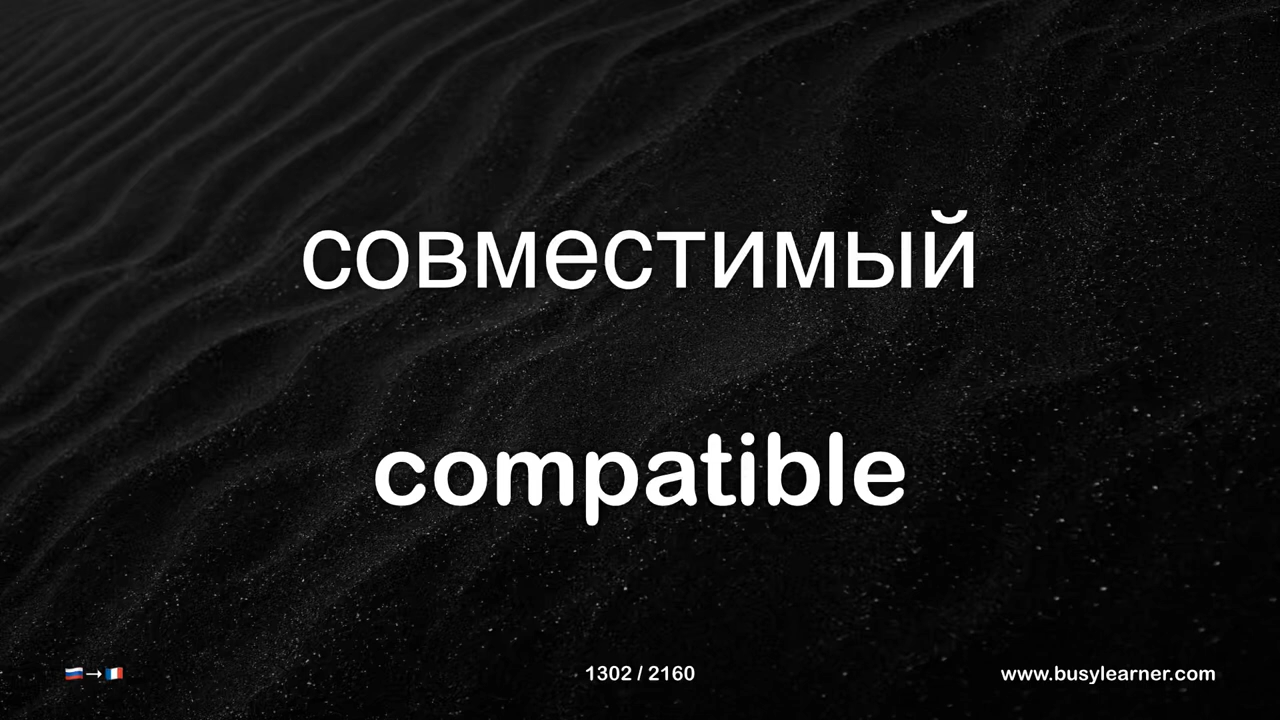 совместимый
compatible
🇷🇺→🇫🇷
1302 / 2160
www.busylearner.com